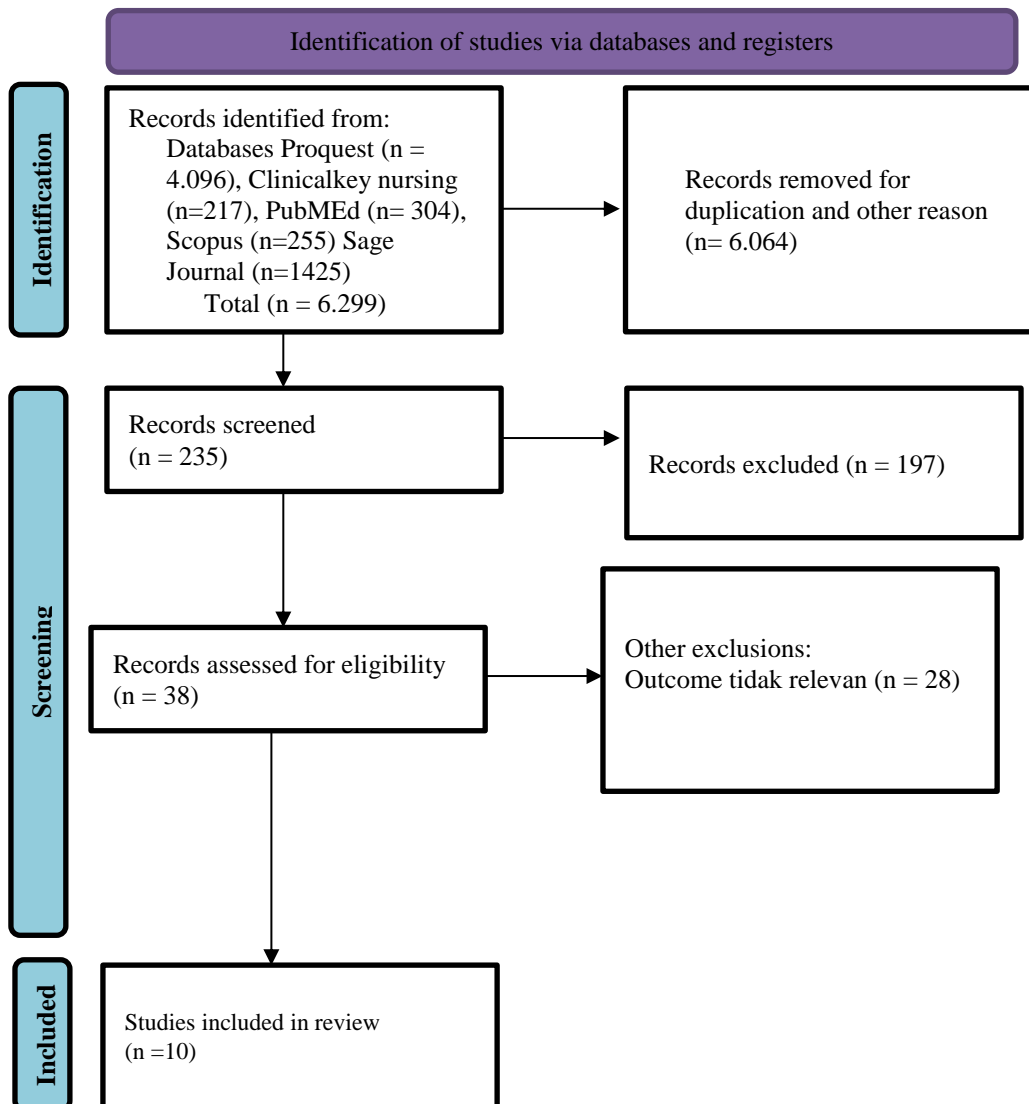 Identification of studies via databases and registers
Identification
Records identified from:
Databases Proquest (n =
4.096), Clinicalkey nursing
(n=217), PubMEd (n= 304),
Scopus (n=255) Sage
Journal (n=1425)
Total (n = 6.299)
Records removed for
duplication and other reason
(n= 6.064)
Screening
Records screened
(n = 235)
Records excluded (n = 197)
Records assessed for eligibility
(n = 38)
Other exclusions:
Outcome tidak relevan (n = 28)
Included
Studies included in review
(n =10)